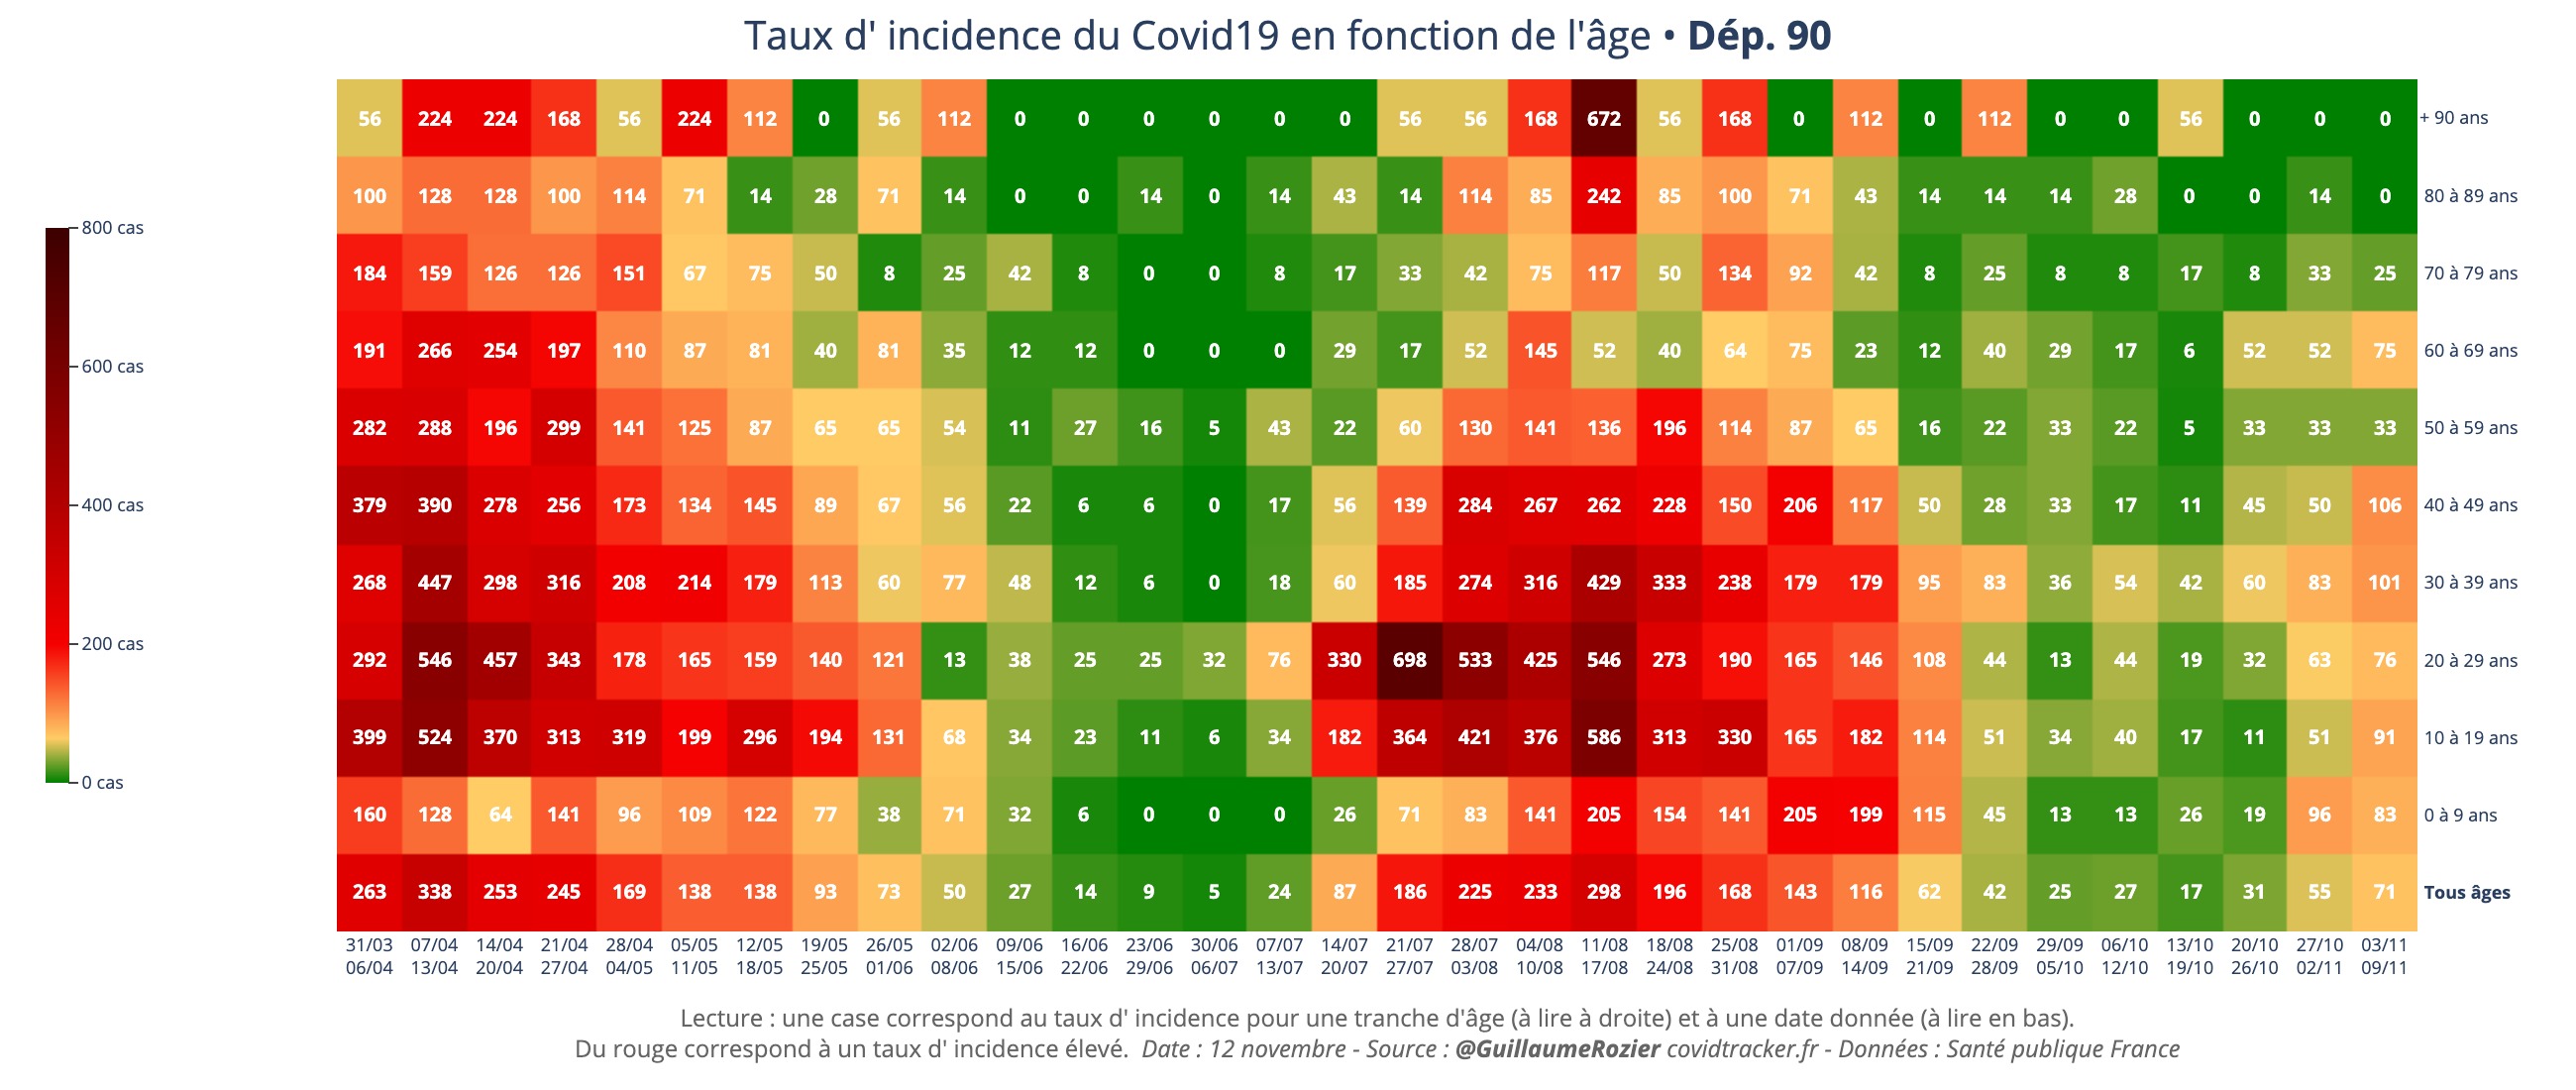 Taux d' incidence du Covid19 en fonction de l'âge • Dép. 90
800 cas
600 cas
400 cas
200 cas
0 cas
56 224 224 168 56 224 112 0 56 112 0 0 0 0 0 0 56 56 168 672 56 168 0 112 0 112 0 0 56 0 0 0 + 90 ans
100 128 128 100 114 71 14 28 71 14 0 0 14 0 14 43 14 114 85 242 85 100 71 43 14 14 14 28 0 0 14 0 80 à 89 ans
184 159 126 126 151 67 75 50 8 25 42 8 0 0 8 17 33 42 75 117 50 134 92 42 8 25 8 8 17 8 33 25 70 à 79 ans
191 266 254 197 110 87 81 40 81 35 12 12 0 0 0 29 17 52 145 52 40 64 75 23 12 40 29 17 6 52 52 75 60 à 69 ans
282 288 196 299 141 125 87 65 65 54 11 27 16 5 43 22 60 130 141 136 196 114 87 65 16 22 33 22 5 33 33 33 50 à 59 ans
379 390 278 256 173 134 145 89 67 56 22 6 6 0 17 56 139 284 267 262 228 150 206 117 50 28 33 17 11 45 50 106 40 à 49 ans
268 447 298 316 208 214 179 113 60 77 48 12 6 0 18 60 185 274 316 429 333 238 179 179 95 83 36 54 42 60 83 101 30 à 39 ans
292 546 457 343 178 165 159 140 121 13 38 25 25 32 76 330 698 533 425 546 273 190 165 146 108 44 13 44 19 32 63 76 20 à 29 ans
399 524 370 313 319 199 296 194 131 68 34 23 11 6 34 182 364 421 376 586 313 330 165 182 114 51 34 40 17 11 51 91 10 à 19 ans
160 128 64 141 96 109 122 77 38 71 32 6 0 0 0 26 71 83 141 205 154 141 205 199 115 45 13 13 26 19 96 83 0 à 9 ans
263 338 253 245 169 138 138 93 73 50 27 14 9 5 24 87 186 225 233 298 196 168 143 116 62 42 25 27 17 31 55 71 Tous âges
31/03 07/04 14/04 21/04 28/04 05/05 12/05 19/05 26/05 02/06 09/06 16/06 23/06 30/06 07/07 14/07 21/07 28/07 04/08 11/08 18/08 25/08 01/09 08/09 15/09 22/09 29/09 06/10 13/10 20/10 27/10 03/11
06/04 13/04 20/04 27/04 04/05 11/05 18/05 25/05 01/06 08/06 15/06 22/06 29/06 06/07 13/07 20/07 27/07 03/08 10/08 17/08 24/08 31/08 07/09 14/09 21/09 28/09 05/10 12/10 19/10 26/10 02/11 09/11
Lecture : une case correspond au taux d' incidence pour une tranche d'âge (à lire à droite) et à une date donnée (à lire en bas).
Du rouge correspond à un taux d' incidence élevé. Date : 12 novembre - Source : @GuillaumeRozier covidtracker.fr - Données : Santé publique France